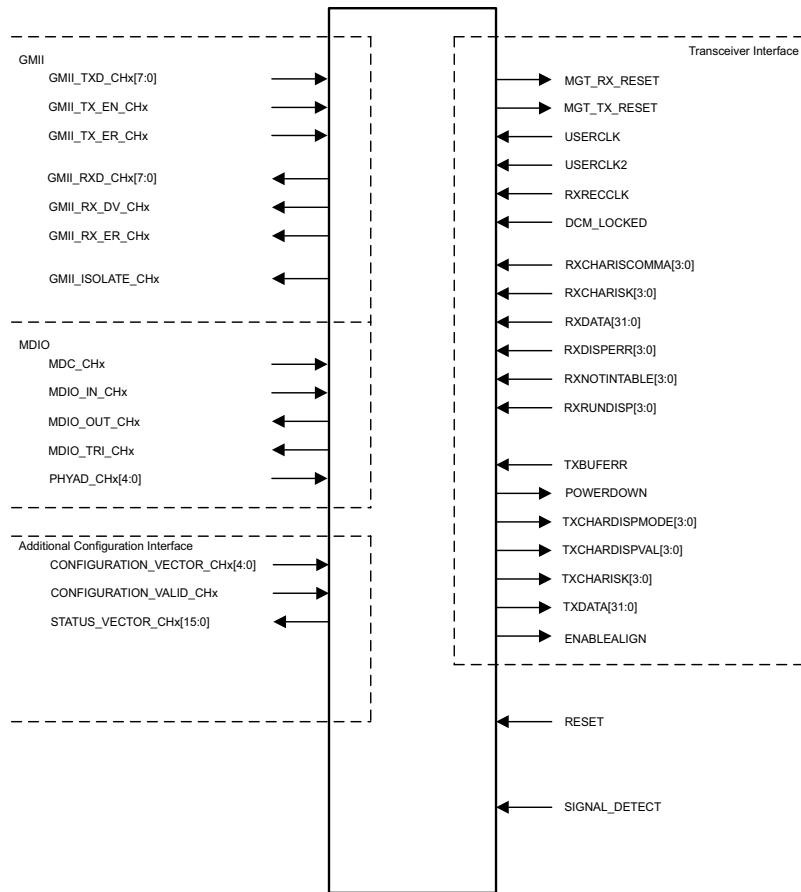 GMII
GMII_TXD_CHx[7:0]
GMII_TX_EN_CHx
GMII_TX_ER_CHx
GMII_RXD_CHx[7:0]
GMII_RX_DV_CHx
GMII_RX_ER_CHx
GMII_ISOLATE_CHx
MDIO
MDC_CHx
MDIO_IN_CHx
MDIO_OUT_CHx
MDIO_TRI_CHx
PHYAD_CHx[4:0]
Additional Configuration Interface
CONFIGURATION_VECTOR_CHx[4:0]
CONFIGURATION_VALID_CHx
STATUS_VECTOR_CHx[15:0]
Transceiver Interface
MGT_RX_RESET
MGT_TX_RESET
USERCLK
USERCLK2
RXRECCLK
DCM_LOCKED
RXCHARISCOMMA[3:0]
RXCHARISK[3:0]
RXDATA[31:0]
RXDISPERR[3:0]
RXNOTINTABLE[3:0]
RXRUNDISP[3:0]
TXBUFERR
POWERDOWN
TXCHARDISPMODE[3:0]
TXCHARDISPVAL[3:0]
TXCHARISK[3:0]
TXDATA[31:0]
ENABLEALIGN
RESET
SIGNAL_DETECT